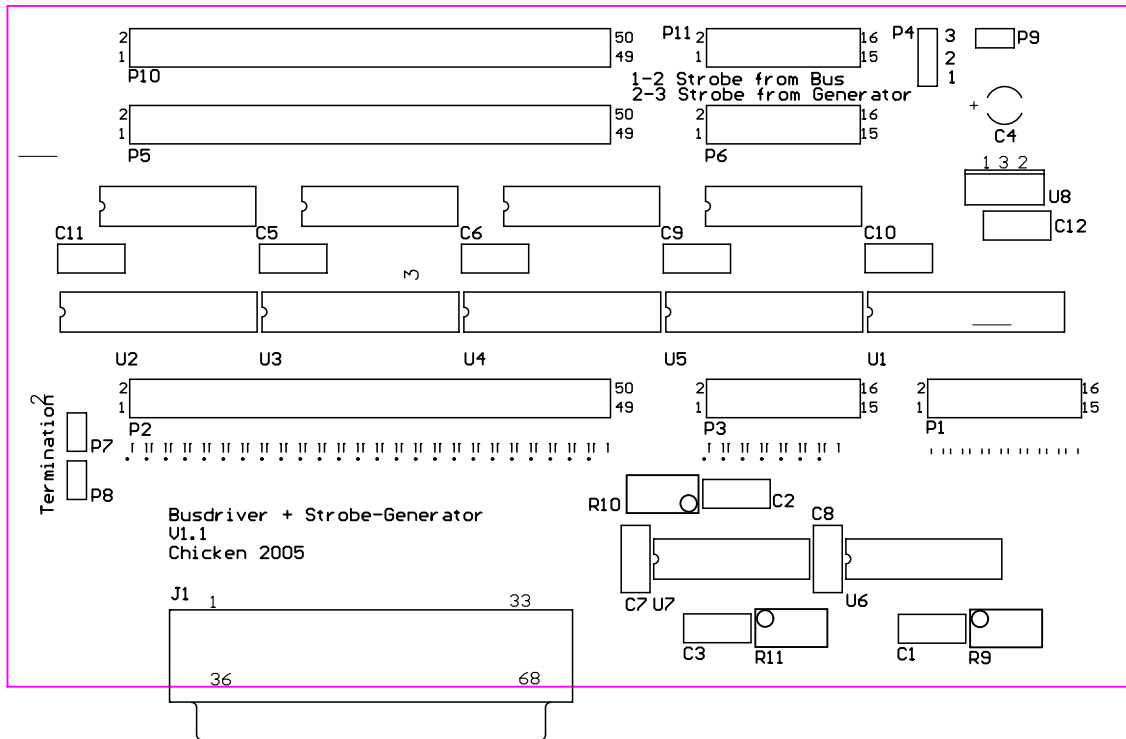 2 50 P11 2 16 P4 3 P9
1 49 1 15 2
P10 1-2 Strobe from Bus 1
2-3 Strobe from Generator
2 50 2 16 +
1 49 1 15 C4
P5 P6
1 3 2
U8
C11 C5 C6 C9 C10 C12
3
U2 U3 U4 U5 U1
2 50 2 16 2 16
1 49 1 15 1 15
P2 P3 P1
Termination
2
P7
P8
R10 C2
Busdriver + Strobe-Generator
V1.1
Chicken 2005
C8
C7 U7 U6
J1 1 33
C3 R11 C1 R9
36 68